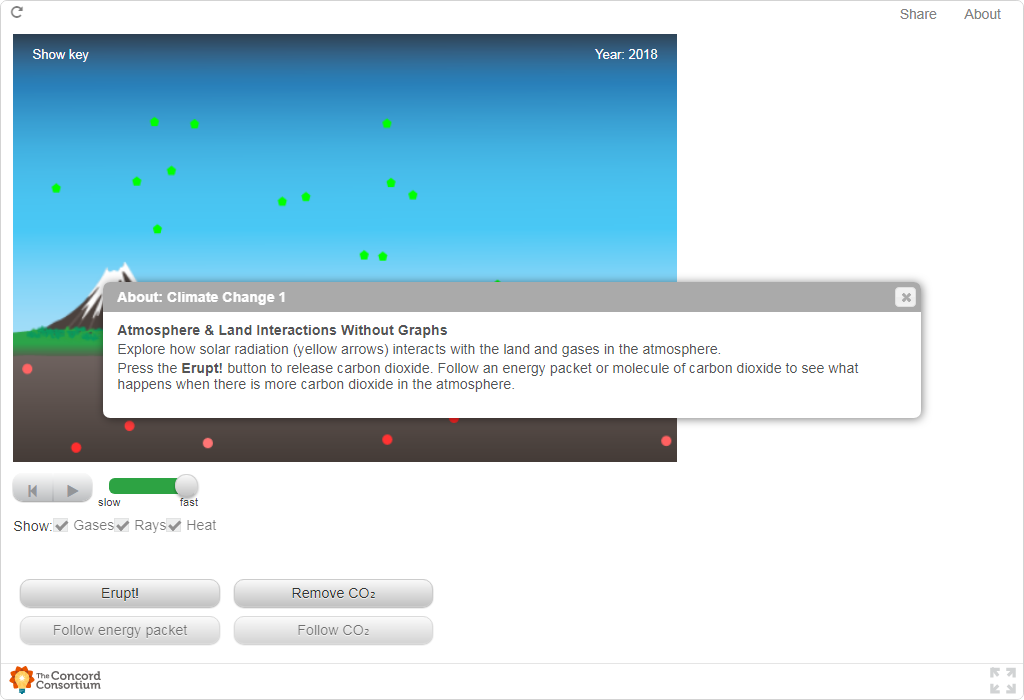 Share About
Show key Year: 2018
About: Climate Change 1
Atmosphere & Land Interactions Without Graphs
Explore how solar radiation (yellow arrows) interacts with the land and gases in the atmosphere.
Press the Erupt! button to release carbon dioxide. Follow an energy packet or molecule of carbon dioxide to see what
happens when there is more carbon dioxide in the atmosphere.
slow fast
Show: Gases Rays Heat
Erupt! Remove CO₂
Follow energy packet Follow CO₂
The Concord
Consortium